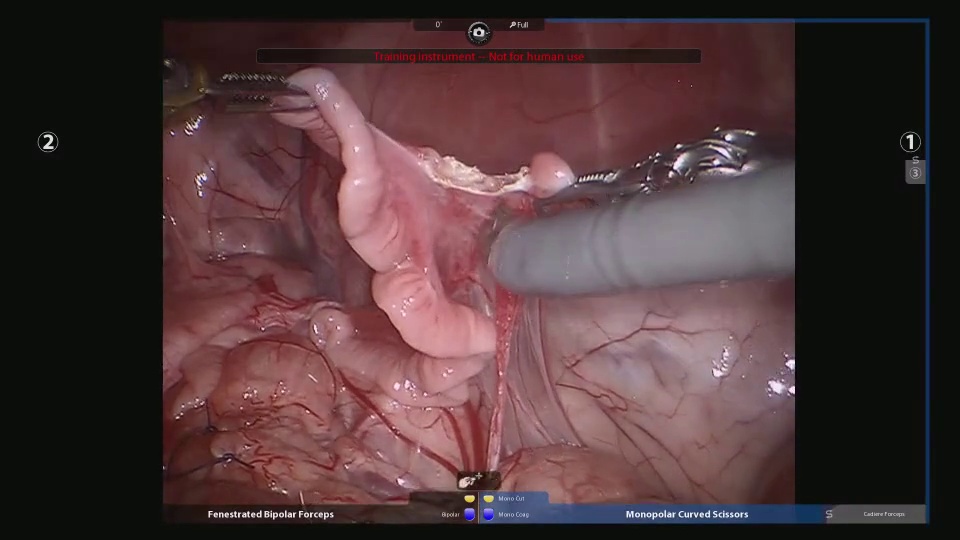 0°
Full
Training instrument -- Not for human use
2
1
S
3
Mono Cut
Bipolar
Mono Coag
Fenestrated Bipolar Forceps
Monopolar Curved Scissors
S
Cadiere Forceps